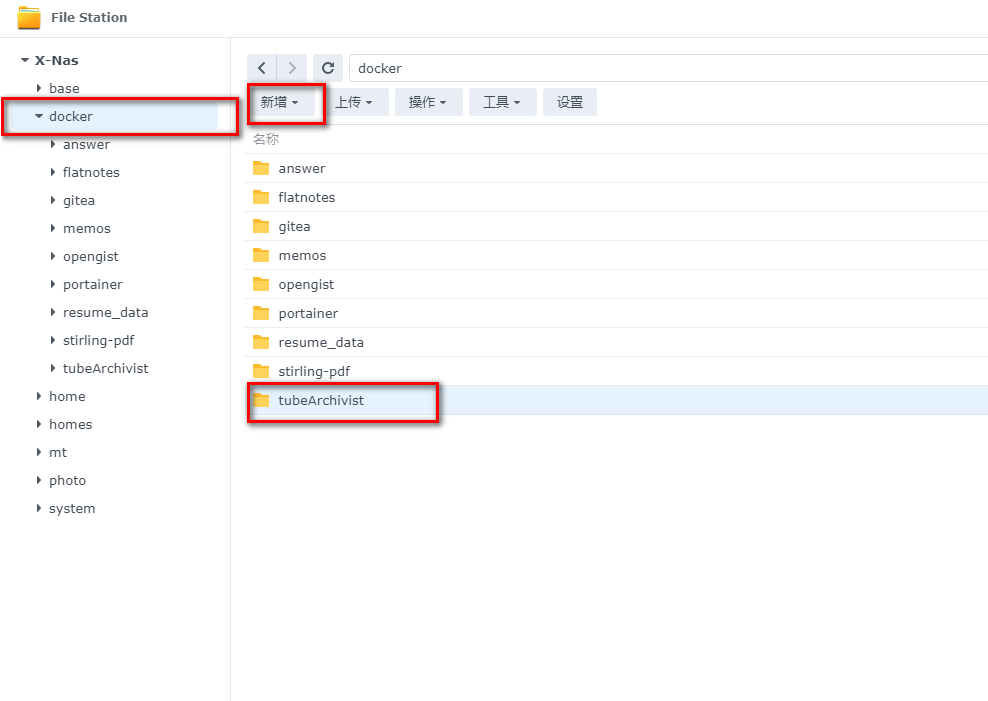 File Station
X-Nas
base
docker
answer
flatnotes
gitea
memos
opengist
portainer
resume_data
stirling-pdf
tubeArchivist
home
homes
mt
photo
system
docker
新增 上传 操作 工具 设置
名称
answer
flatnotes
gitea
memos
opengist
portainer
resume_data
stirling-pdf
tubeArchivist